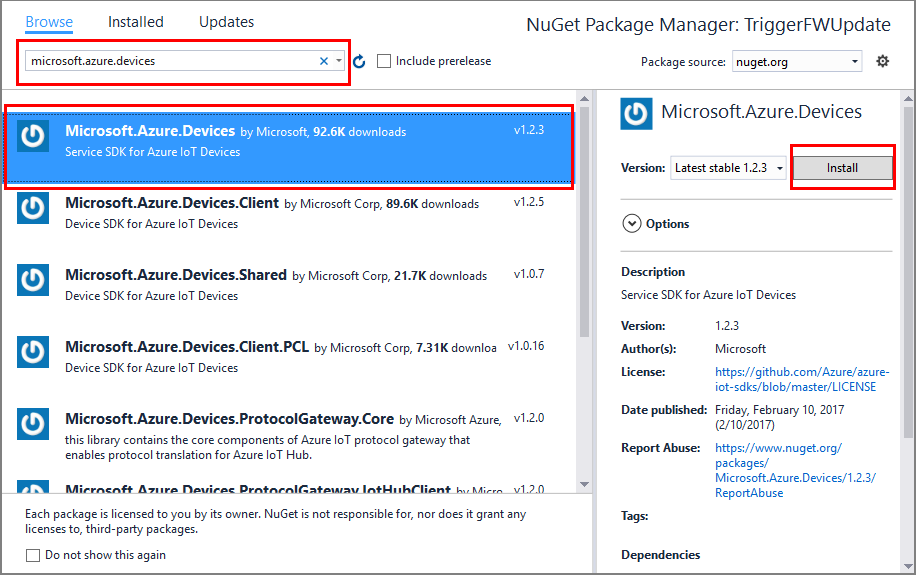 Browse Installed Updates
NuGet Package Manager: TriggerFWUpdate
microsoft.azure.devices
Include prerelease
Package source: nuget.org
Microsoft.Azure.Devices by Microsoft, 92.6K downloads v1.2.3
Service SDK for Azure IoT Devices
Microsoft.Azure.Devices.Client by Microsoft Corp, 89.6K downloads v1.2.5
Device SDK for Azure IoT Devices
Microsoft.Azure.Devices.Shared by Microsoft Corp, 21.7K downloads v1.0.7
Device SDK for Azure IoT Devices
Microsoft.Azure.Devices.Client.PCL by Microsoft Corp, 7.31K downloa v1.0.16
Device SDK for Azure IoT Devices
Microsoft.Azure.Devices.ProtocolGateway.Core by Microsoft Azure, v1.2.0
this library contains the core components of Azure IoT protocol gateway that
enables protocol translation for Azure IoT Hub.
Microsoft.Azure.Devices.ProtocolGateway.IotHubClient by Micro v1.2.0
Each package is licensed to you by its owner. NuGet is not responsible for, nor does it grant any
licenses to, third-party packages.
Do not show this again
Microsoft.Azure.Devices
Version: Latest stable 1.2.3 Install
Options
Description
Service SDK for Azure IoT Devices
Version: 1.2.3
Author(s): Microsoft
License: https://github.com/Azure/azure-
iot-sdks/blob/master/LICENSE
Date published: Friday, February 10, 2017
(2/10/2017)
Report Abuse: https://www.nuget.org/
packages/
Microsoft.Azure.Devices/1.2.3/
ReportAbuse
Tags:
Dependencies